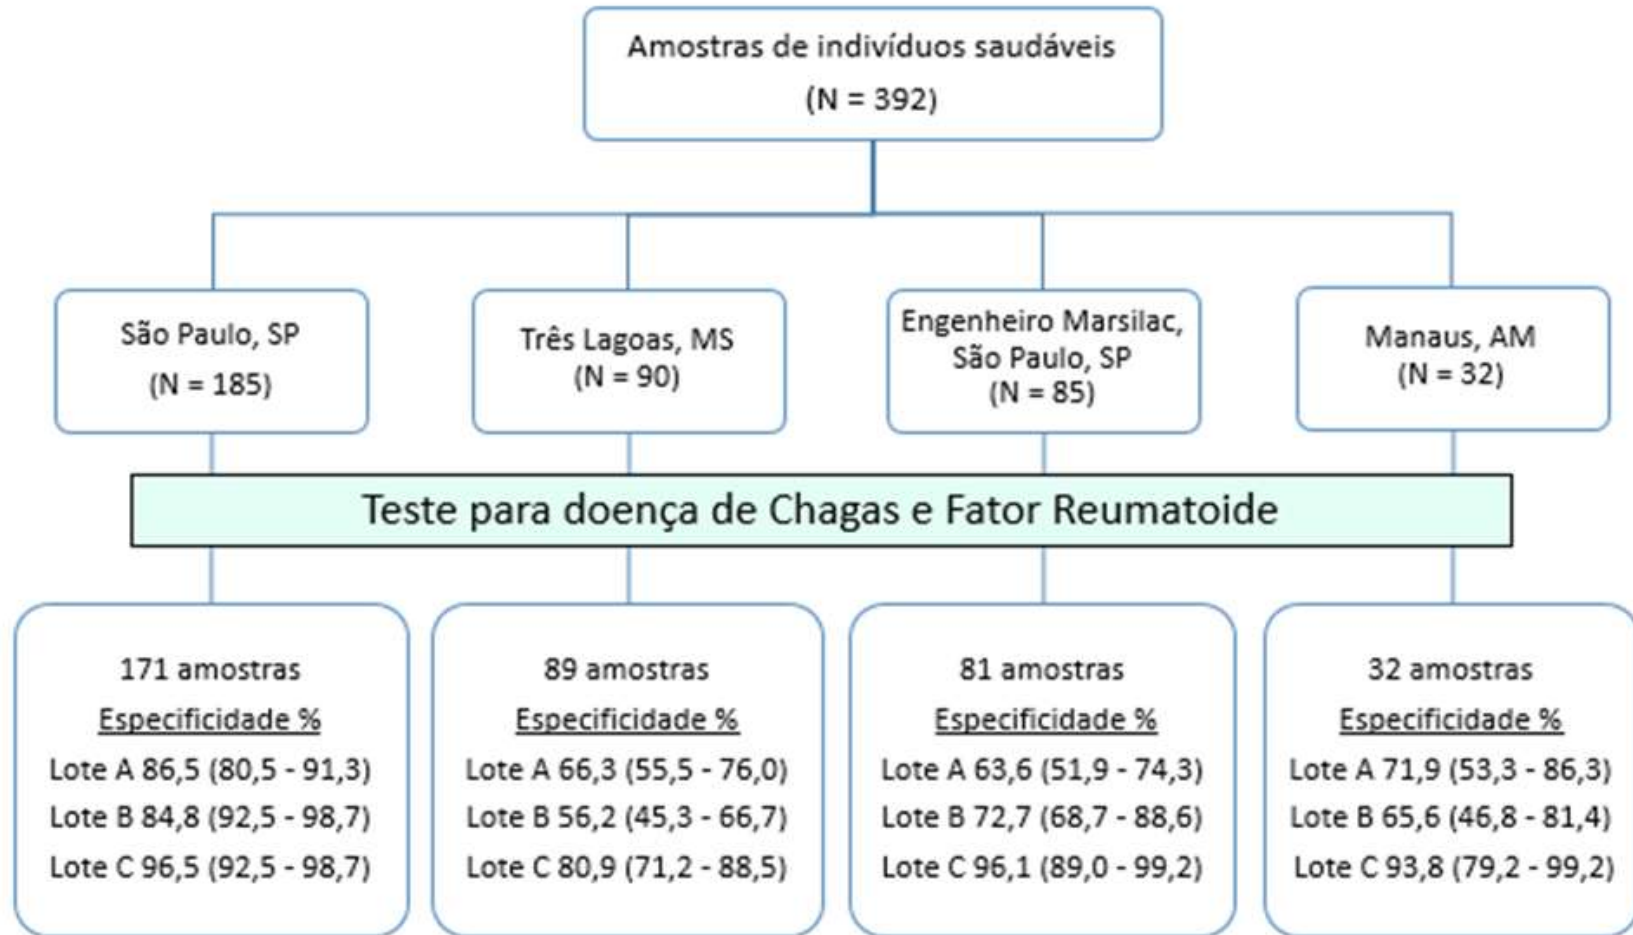 Amostras de indivíduos saudáveis
(N = 392)
São Paulo, SP
(N = 185)
Três Lagoas, MS
(N = 90)
Engenheiro Marsilac,
São Paulo, SP
(N = 85)
Manaus, AM
(N = 32)
Teste para doença de Chagas e Fator Reumatoide
171 amostras
Especificidade %
Lote A 86,5 (80,5 - 91,3)
Lote B 84,8 (92,5 - 98,7)
Lote C 96,5 (92,5 - 98,7)
89 amostras
Especificidade %
Lote A 66,3 (55,5 - 76,0)
Lote B 56,2 (45,3 - 66,7)
Lote C 80,9 (71,2 - 88,5)
81 amostras
Especificidade %
Lote A 63,6 (51,9 - 74,3)
Lote B 72,7 (68,7 - 88,6)
Lote C 96,1 (89,0 - 99,2)
32 amostras
Especificidade %
Lote A 71,9 (53,3 - 86,3)
Lote B 65,6 (46,8 - 81,4)
Lote C 93,8 (79,2 - 99,2)